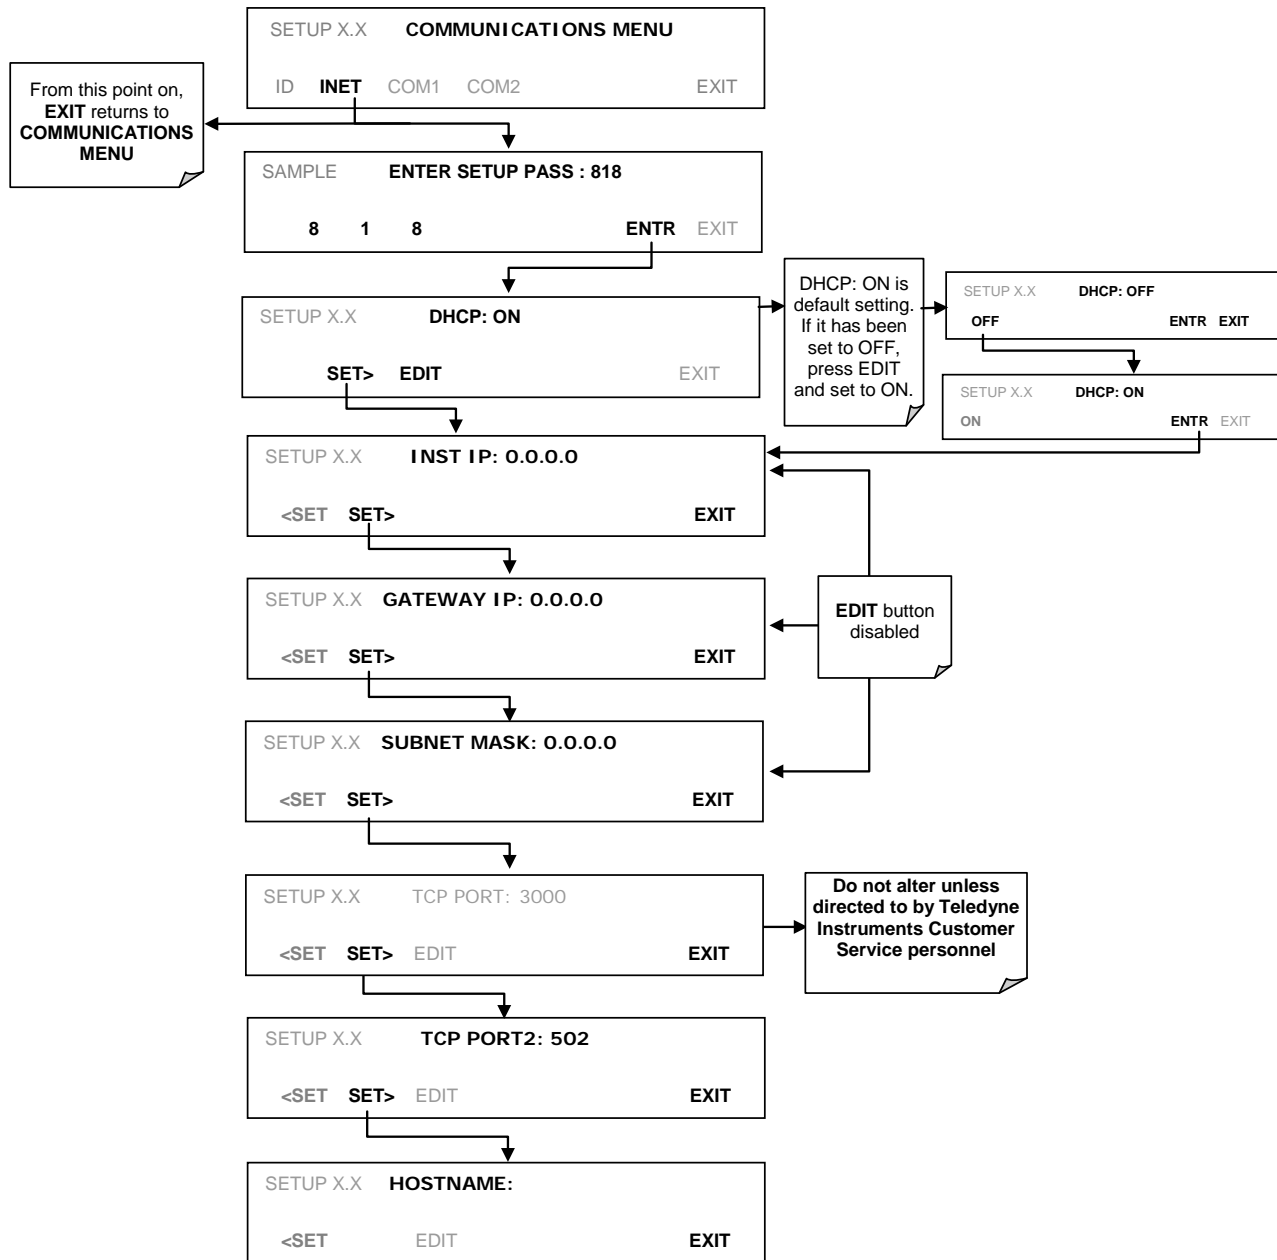 SETUP X.X COMMUNICATIONS MENU
ID INET COM1 COM2 EXIT
From this point on,
EXIT returns to
COMMUNICATIONS
MENU
SAMPLE ENTER SETUP PASS : 818
8 1 8 ENTR EXIT
SETUP X.X DHCP: ON
SET> EDIT EXIT
DHCP: ON is
default setting.
If it has been
set to OFF,
press EDIT
and set to ON.
SETUP X.X DHCP: OFF
OFF ENTR EXIT
SETUP X.X DHCP: ON
ON ENTR EXIT
SETUP X.X INST IP: 0.0.0.0
<SET SET> EXIT
SETUP X.X GATEWAY IP: 0.0.0.0
<SET SET> EXIT
EDIT button
disabled
SETUP X.X SUBNET MASK: 0.0.0.0
<SET SET> EXIT
SETUP X.X TCP PORT: 3000
<SET SET> EDIT EXIT
Do not alter unless
directed to by Teledyne
Instruments Customer
Service personnel
SETUP X.X TCP PORT2: 502
<SET SET> EDIT EXIT
SETUP X.X HOSTNAME:
<SET EDIT EXIT